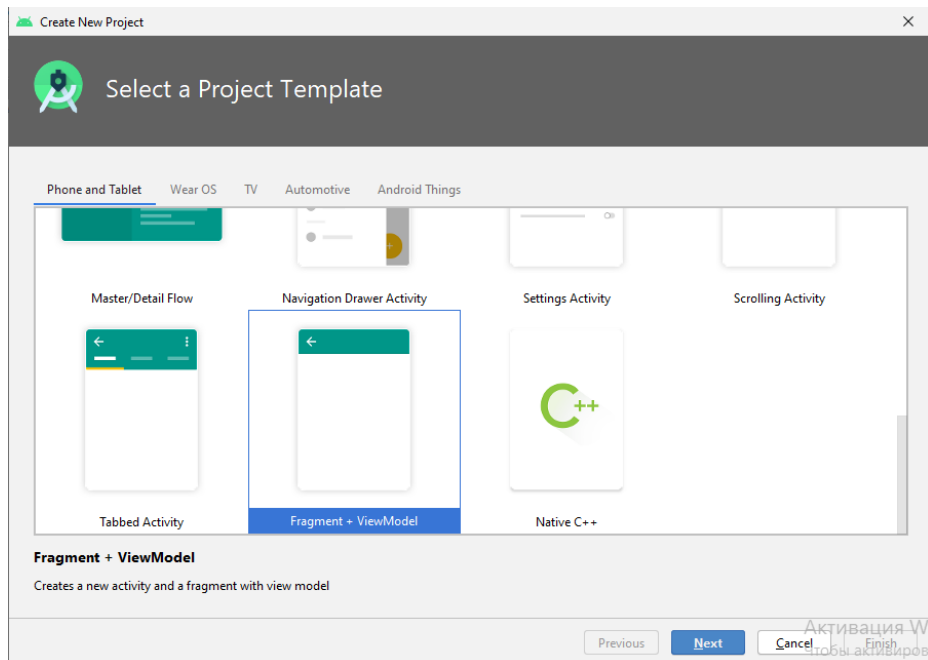 Create New Project
Select a Project Template
Phone and Tablet Wear OS TV Automotive Android Things
Master/Detail Flow Navigation Drawer Activity Settings Activity Scrolling Activity
C++
Tabbed Activity Fragment + ViewModel Native C++
Fragment + ViewModel
Creates a new activity and a fragment with view model
Активация W
Previous Next Cancel Finish
Чтобы активиров